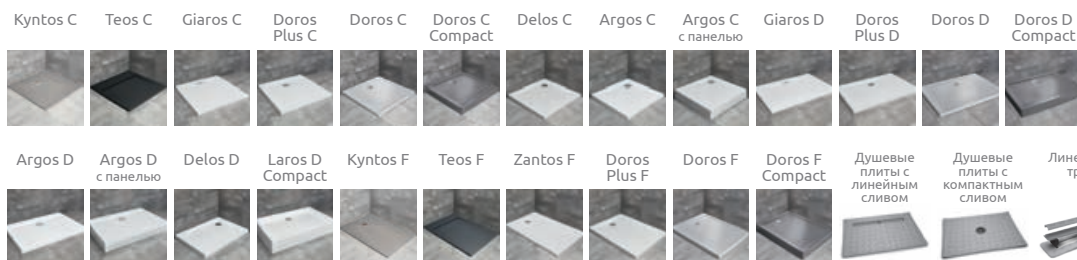 Kyntos C
Teos C
Giaros C
Doros
Plus C
Doros C
Doros C
Compact
Delos C
Argos C
Argos C
с панелью
Giaros D
Doros
Plus D
Doros D
Doros D
Compact
Argos D
Argos D
с панелью
Delos D
Laros D
Compact
Kyntos F
Teos F
Zantos F
Doros
Plus F
Doros F
Doros F
Compact
Душевые
плиты с
линейным
сливом
Душевые
плиты с
компактным
сливом